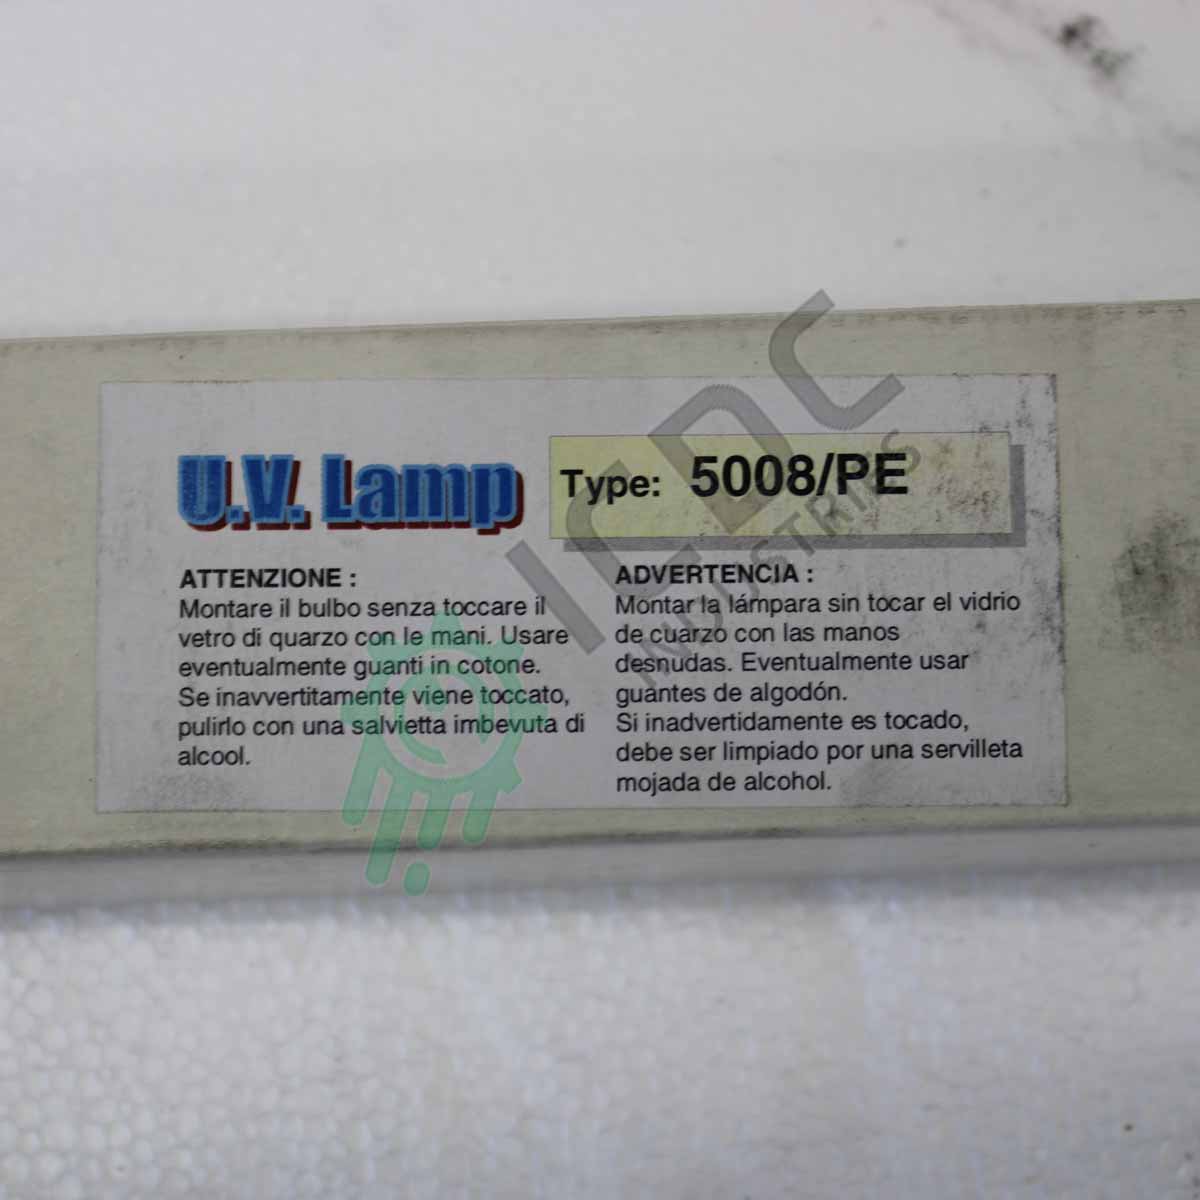 U.V. Lamp
Type: 5008/PE
ATTENZIONE :
Montare il bulbo senza toccare il
vetro di quarzo con le mani. Usare
eventualmente guanti in cotone.
Se inavvertitamente viene toccato,
pulirlo con una salvietta imbevuta di
alcool.
ADVERTENCIA :
Montar la lámpara sin tocar el vidrio
de cuarzo con las manos
desnudas. Eventualmente usar
guantes de algodón.
Si inadvertidamente es tocado,
debe ser limpiado por una servilleta
mojada de alcohol.
ICDC
INDUSTRIES